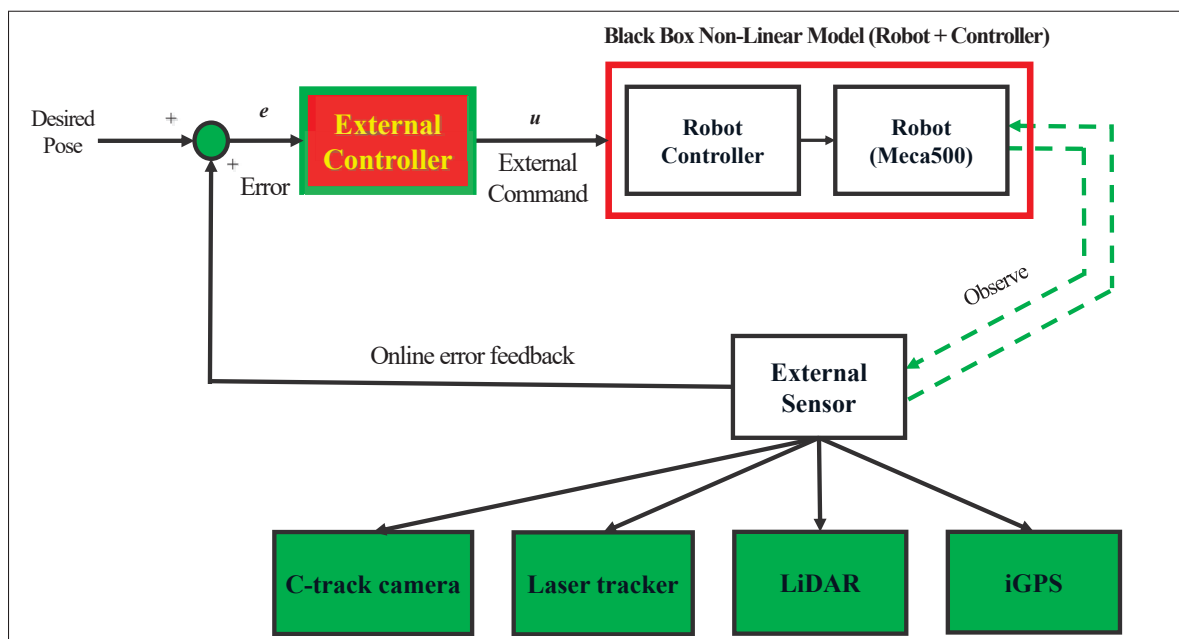 Black Box Non-Linear Model (Robot + Controller)
Desired
Pose
+
+
e
Error
External
Controller
u
External
Command
Robot
Controller
Robot
(Meca500)
Observe
Online error feedback
External
Sensor
C-track camera
Laser tracker
LiDAR
iGPS